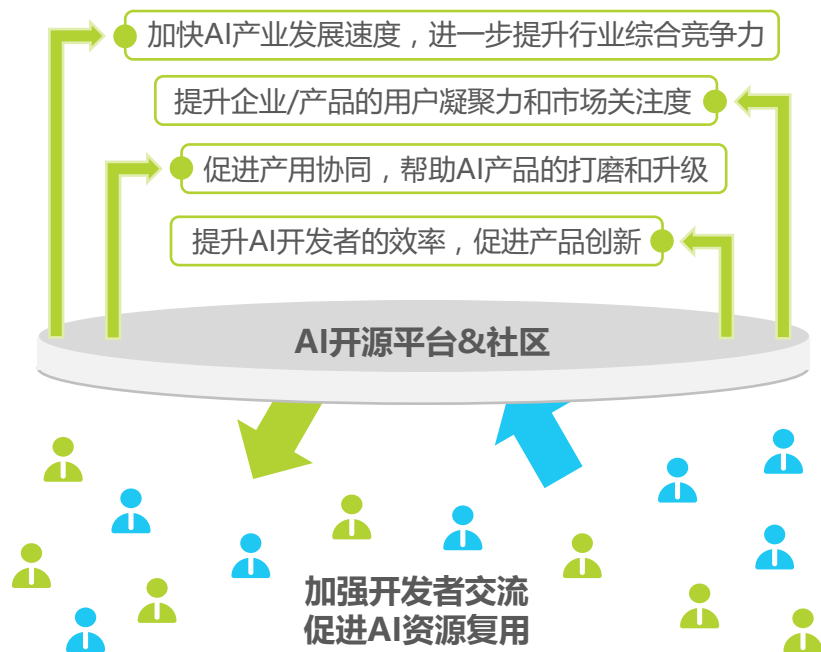 加快AI产业发展速度，进一步提升行业综合竞争力
提升企业/产品的用户凝聚力和市场关注度
促进产用协同，帮助AI产品的打磨和升级
提升AI开发者的效率，促进产品创新
AI开源平台&社区
加强开发者交流
促进AI资源复用